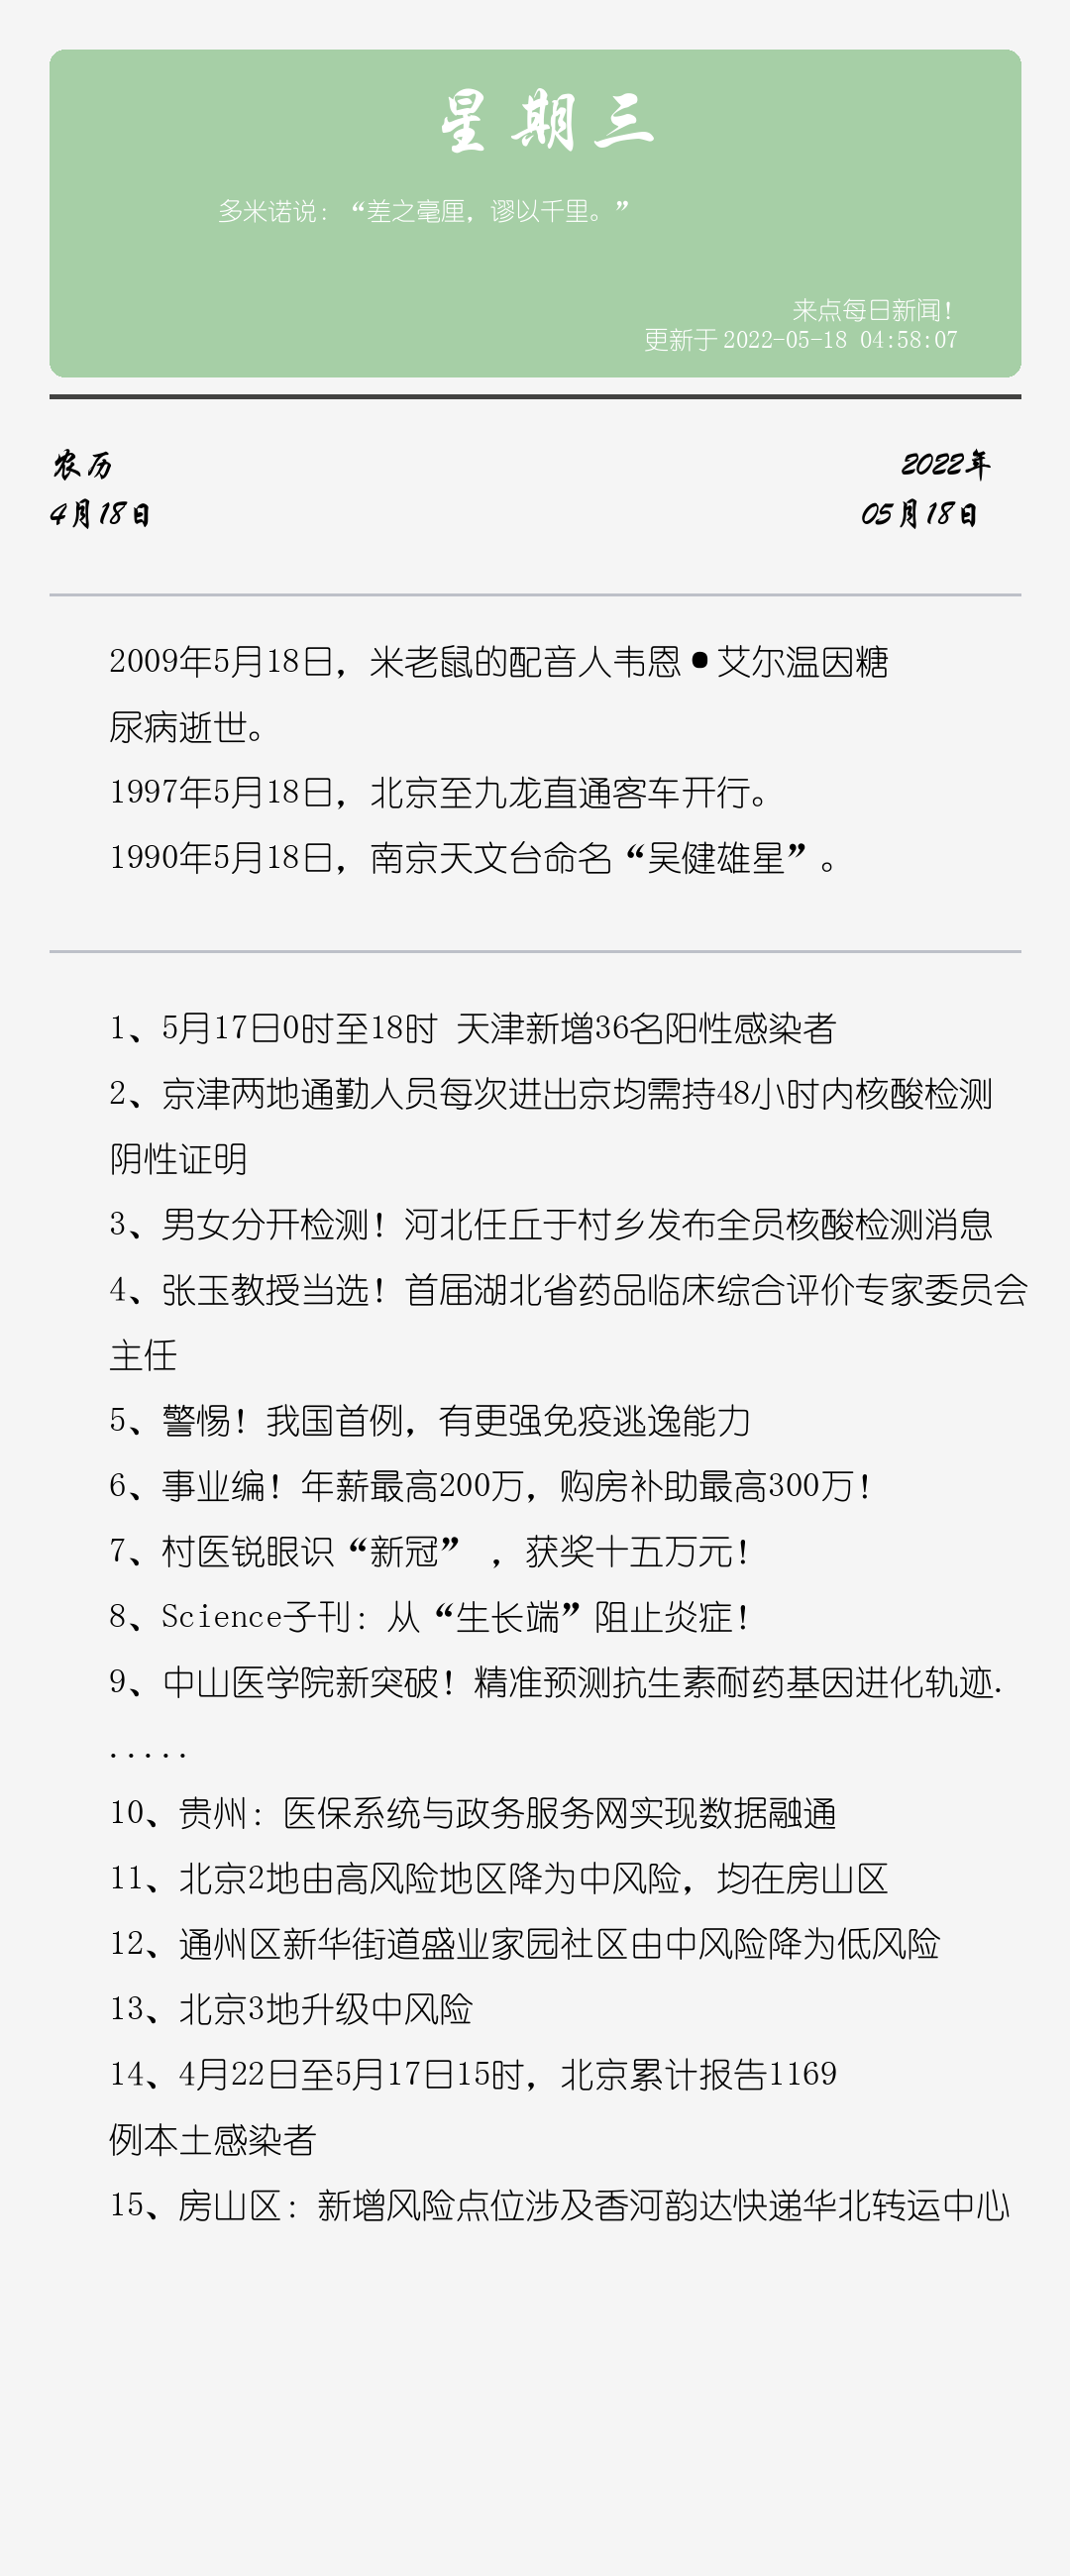 星期三
多米诺说：“差之毫厘，谬以千里。”
来点每日新闻！
更新于 2022-05-18 04:58:07
农历
2022年
4月18日
05月18日
2009年5月18日，米老鼠的配音人韦恩•艾尔温因糖
尿病逝世。
1997年5月18日，北京至九龙直通客车开行。
1990年5月18日，南京天文台命名“吴健雄星”。
1、5月17日0时至18时 天津新增36名阳性感染者
2、京津两地通勤人员每次进出京均需持48小时内核酸检测
阴性证明
3、男女分开检测！河北任丘于村乡发布全员核酸检测消息
4、张玉教授当选！首届湖北省药品临床综合评价专家委员会
主任
5、警惕！我国首例，有更强免疫逃逸能力
6、事业编！年薪最高200万，购房补助最高300万！
7、村医锐眼识“新冠” ，获奖十五万元！
8、Science子刊：从“生长端”阻止炎症！
9、中山医学院新突破！精准预测抗生素耐药基因进化轨迹.
.....
10、贵州：医保系统与政务服务网实现数据融通
11、北京2地由高风险地区降为中风险，均在房山区
12、通州区新华街道盛业家园社区由中风险降为低风险
13、北京3地升级中风险
14、4月22日至5月17日15时，北京累计报告1169
例本土感染者
15、房山区：新增风险点位涉及香河韵达快递华北转运中心